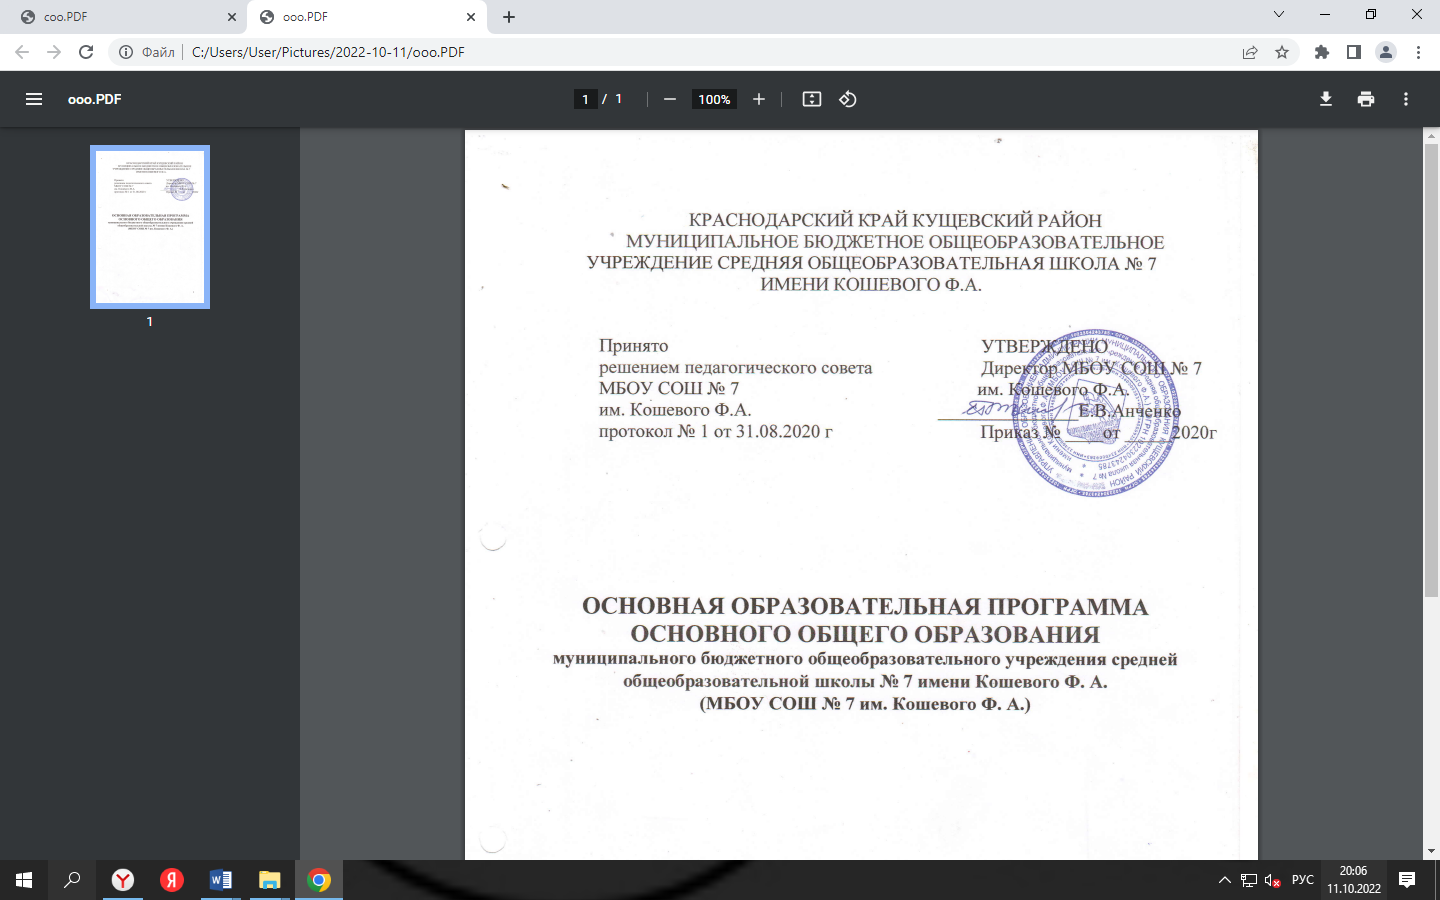 coo.PDF
ooo.PDF
Файл
C:/Users/User/Pictures/2022-10-11/ooo.PDF
ooo.PDF
1 / 1
100%
1
КРАСНОДАРСКИЙ КРАЙ КУЩЕВСКИЙ РАЙОН
МУНИЦИПАЛЬНОЕ БЮДЖЕТНОЕ ОБЩЕОБРАЗОВАТЕЛЬНОЕ
УЧРЕЖДЕНИЕ СРЕДНЯЯ ОБЩЕОБРАЗОВАТЕЛЬНАЯ ШКОЛА № 7
ИМЕНИ КОШЕВОГО Ф.А.
Принято
решением педагогического совета
МБОУ СОШ № 7
им. Кошевого Ф.А.
протокол № 1 от 31.08.2020 г
УТВЕРЖДЕНО
Директор МБОУ СОШ № 7
им. Кошевого Ф.А.
Е.В.Анченко
Приказ № ____ от ______ 2020г
ОСНОВНАЯ ОБРАЗОВАТЕЛЬНАЯ ПРОГРАММА
ОСНОВНОГО ОБЩЕГО ОБРАЗОВАНИЯ
муниципального бюджетного общеобразовательного учреждения средней
общеобразовательной школы № 7 имени Кошевого Ф. А.
(МБОУ СОШ № 7 им. Кошевого Ф. А.)
РУС
20:06
11.10.2022